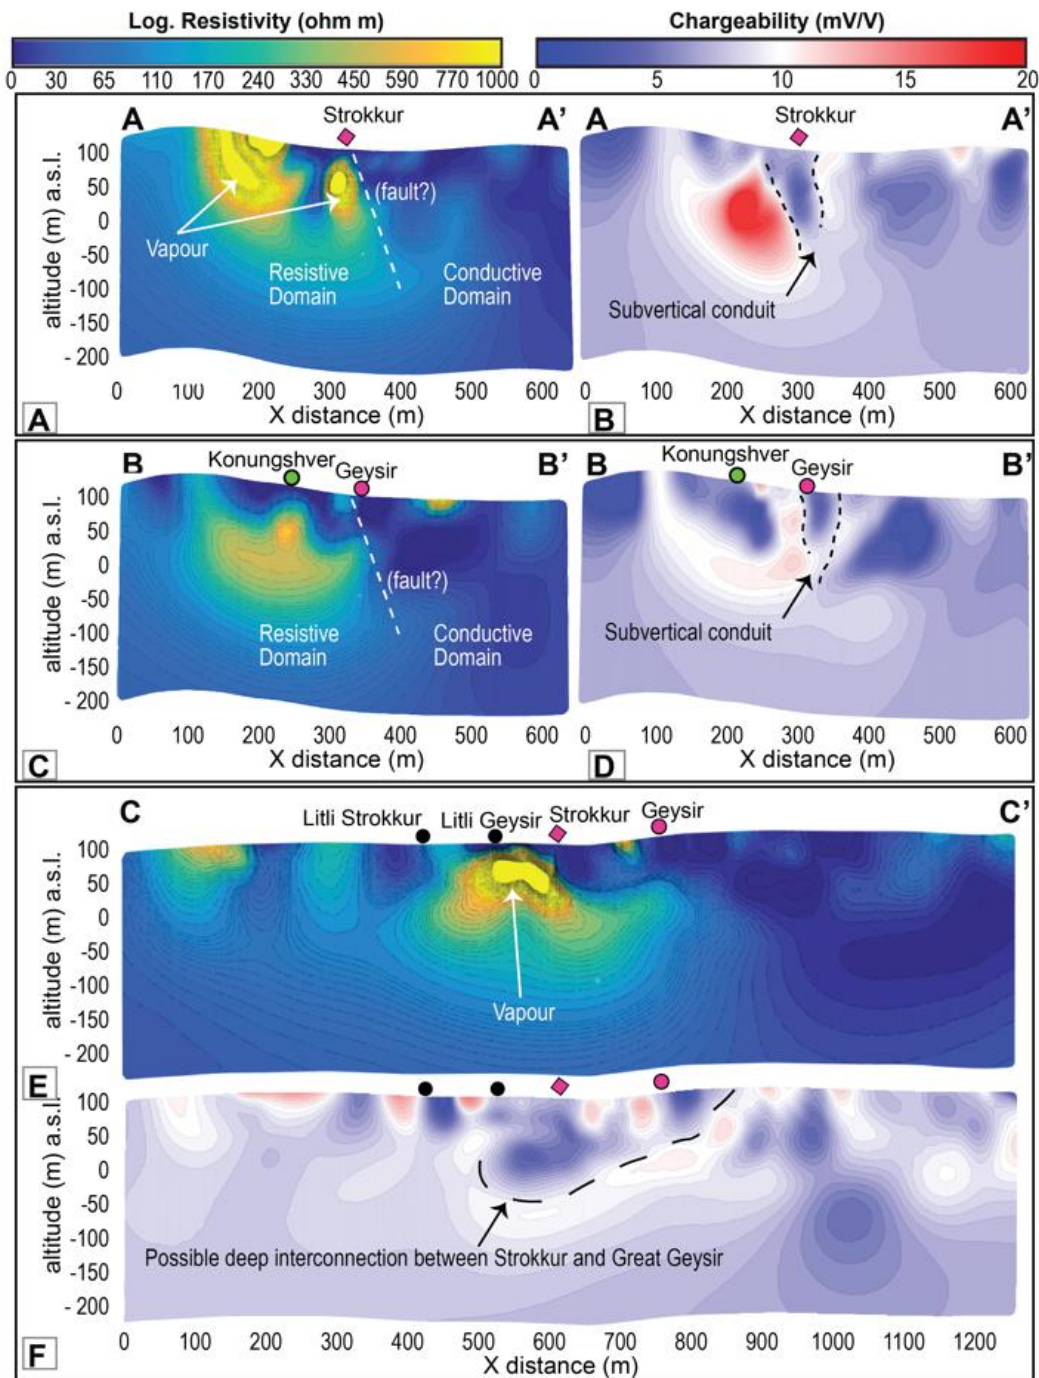 Log. Resistivity (ohm m)
Chargeability (mV/V)
0 30 65 110 170 240 330 450 590 770 1000
0 5 10 15 20
A Strokkur A'
100
50
0
-50
-100
-150
- 200
altitude (m) a.s.l.
(fault?)
Vapour
Resistive
Domain
Conductive
Domain
0 100 200 300 400 500 600
X distance (m)
A
A Strokkur A'
Subvertical conduit
0 100 200 300 400 500 600
X distance (m)
B
B Konungshver Geysir B'
100
50
0
-50
-100
-150
- 200
altitude (m) a.s.l.
(fault?)
Resistive
Domain
Conductive
Domain
0 100 200 300 400 500 600
X distance (m)
C
B Konungshver Geysir B'
Subvertical conduit
0 100 200 300 400 500 600
X distance (m)
D
C Litli Strokkur Litli Geysir Strokkur Geysir C'
100
50
0
-50
-100
-150
- 200
altitude (m) a.s.l.
Vapour
E
100
50
0
-50
-100
-150
- 200
altitude (m) a.s.l.
Possible deep interconnection between Strokkur and Great Geysir
0 100 200 300 400 500 600 700 800 900 1000 1100 1200
X distance (m)
F